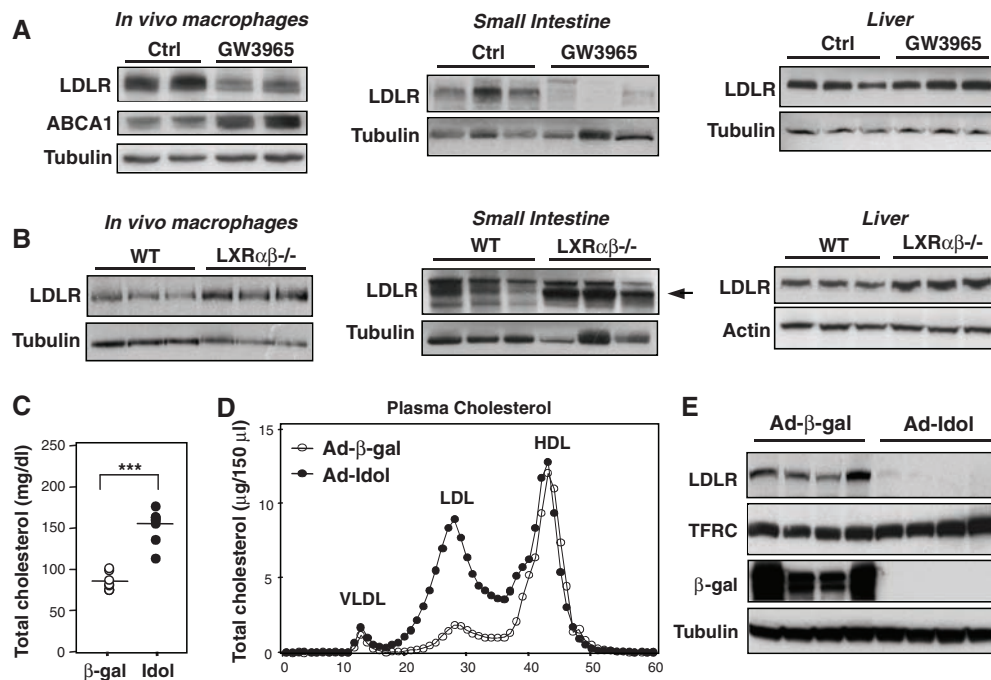 A
In vivo macrophages
Ctrl GW3965
LDLR
ABCA1
Tubulin
Small Intestine
Ctrl GW3965
LDLR
Tubulin
Liver
Ctrl GW3965
LDLR
Tubulin
B
In vivo macrophages
WT LXRαβ-/-
LDLR
Tubulin
Small Intestine
WT LXRαβ-/-
LDLR
Tubulin
Liver
WT LXRαβ-/-
LDLR
Actin
C
Total cholesterol (mg/dl)
250
200
150
100
50
0
***
β-gal Idol
D
Plasma Cholesterol
Total cholesterol (μg/150 μl)
15
10
5
0
Ad-β-gal
Ad-Idol
VLDL
LDL
HDL
0 10 20 30 40 50 60
E
Ad-β-gal Ad-Idol
LDLR
TFRC
β-gal
Tubulin